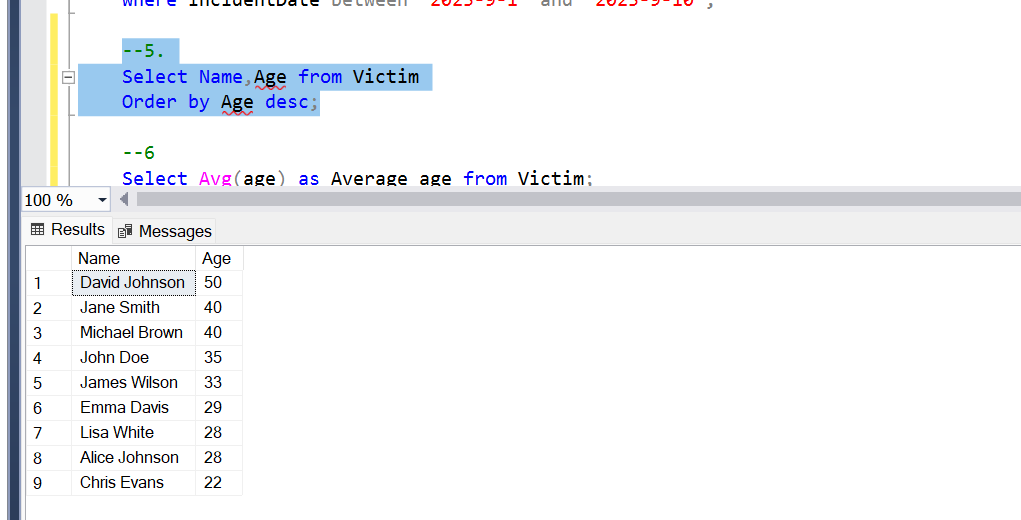 where IncidentDate between '2025-9-1' and '2025-9-10';
--5.
Select Name,Age from Victim
Order by Age desc;
--6
Select Avg(age) as Average_age from Victim;
100 %
Results Messages
Name Age
1 David Johnson 50
2 Jane Smith 40
3 Michael Brown 40
4 John Doe 35
5 James Wilson 33
6 Emma Davis 29
7 Lisa White 28
8 Alice Johnson 28
9 Chris Evans 22